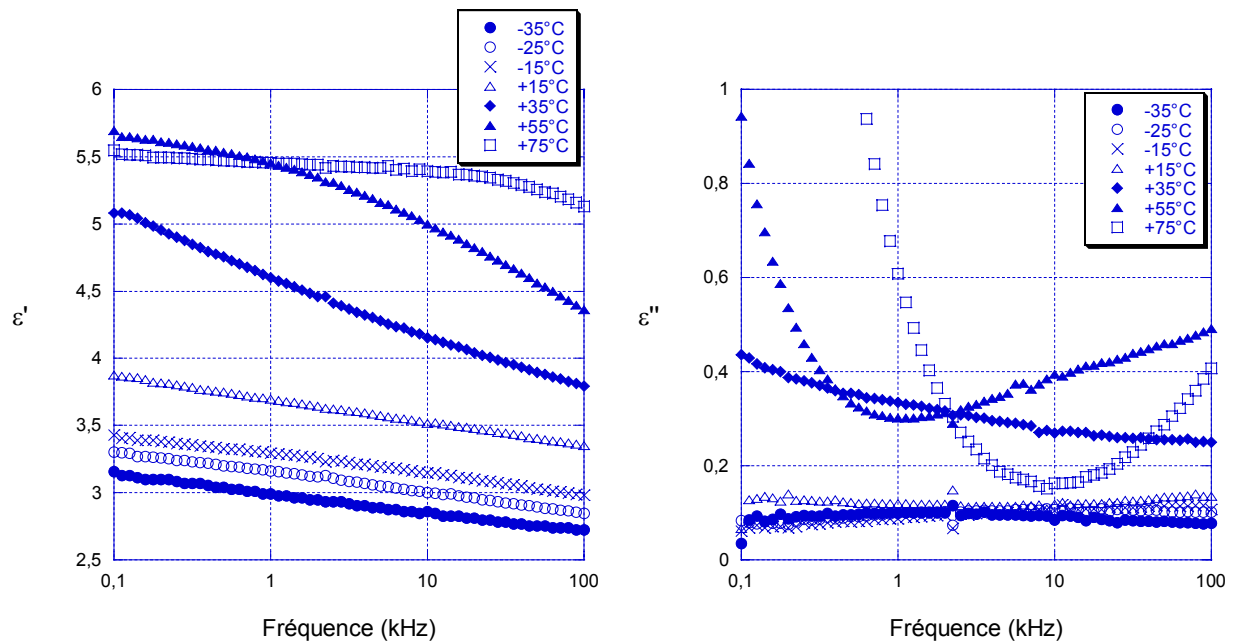 -35°C
-25°C
-15°C
+15°C
+35°C
+55°C
+75°C
6
5,5
5
4,5
4
3,5
3
2,5
ε'
0,1
1
10
100
Fréquence (kHz)
-35°C
-25°C
-15°C
+15°C
+35°C
+55°C
+75°C
1
0,8
0,6
0,4
0,2
0
ε"
0,1
1
10
100
Fréquence (kHz)